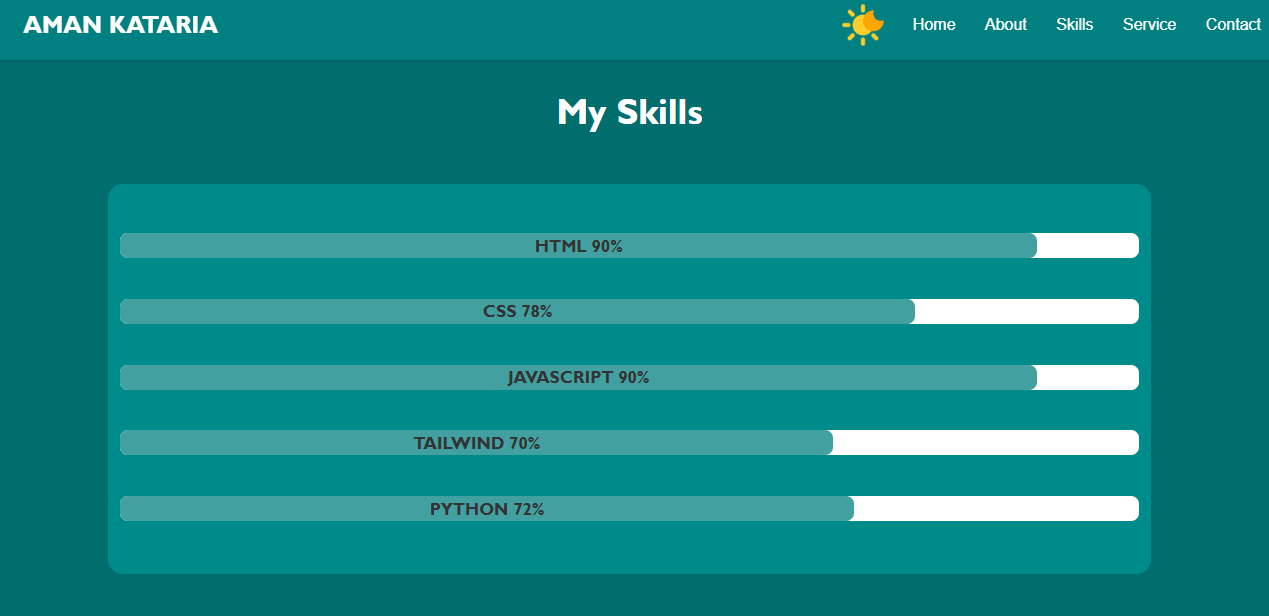 AMAN KATARIA
Home About Skills Service Contact
My Skills
HTML 90%
CSS 78%
JAVASCRIPT 90%
TAILWIND 70%
PYTHON 72%